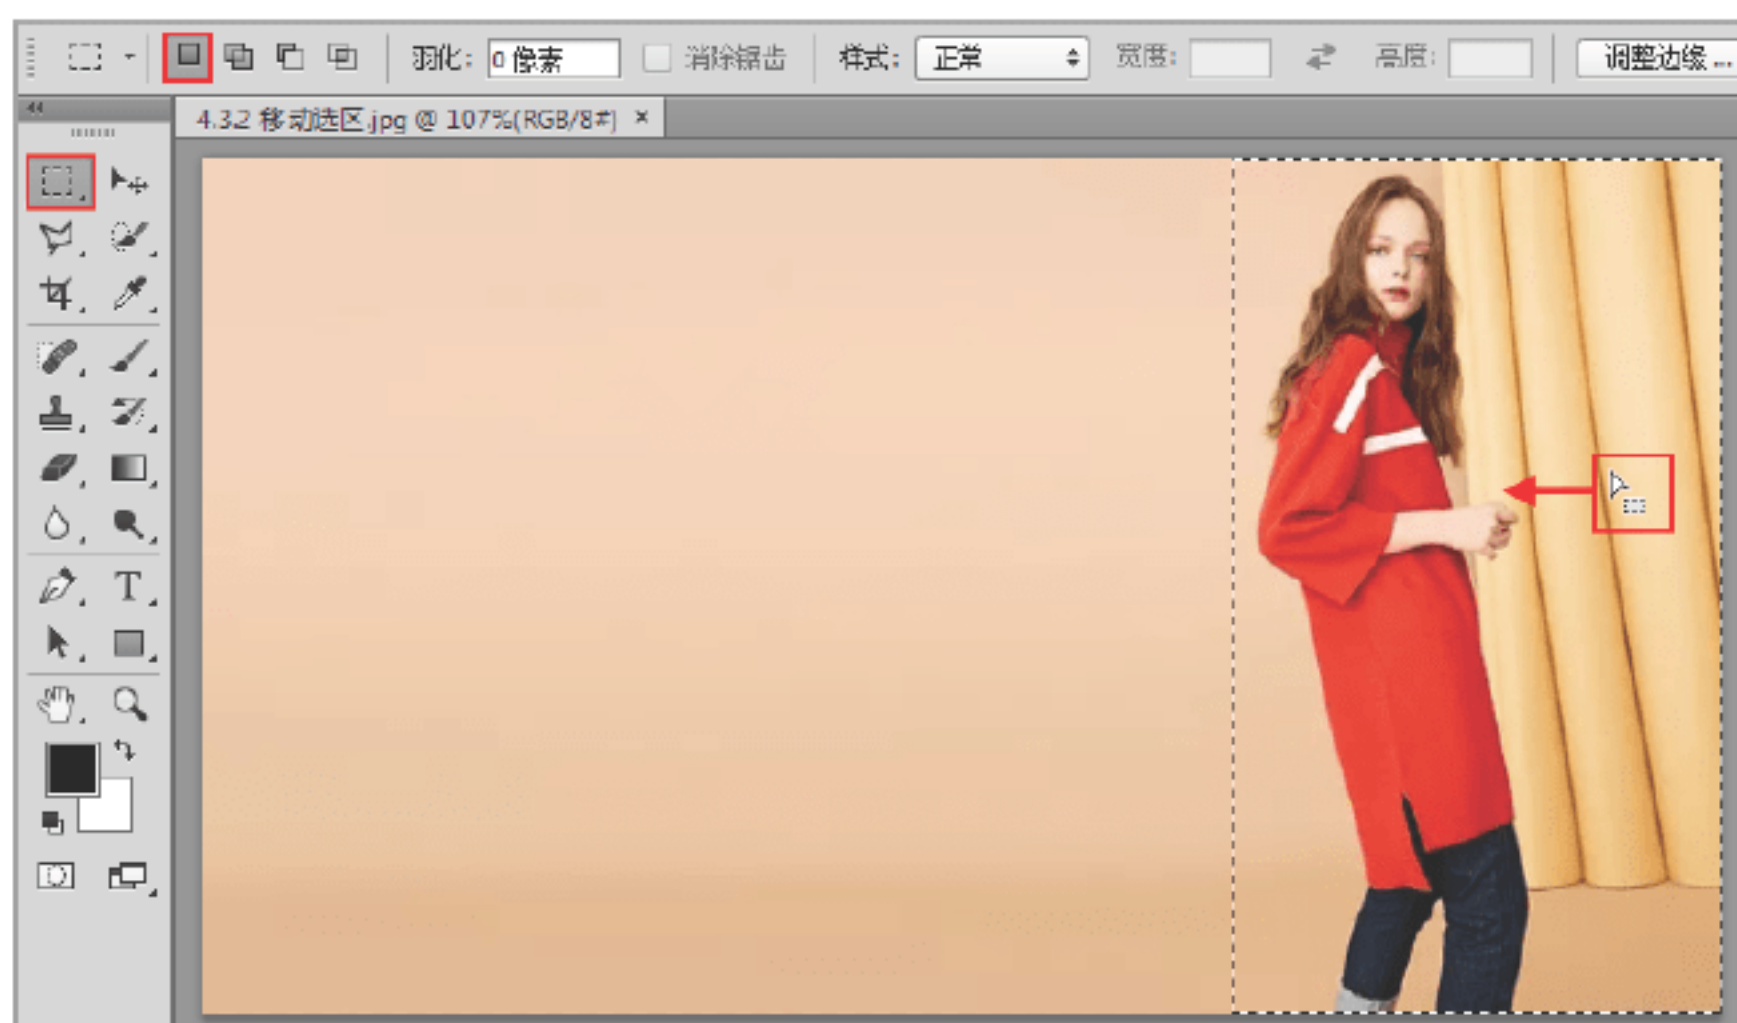 羽化: 0 像素 消除锯齿 样式: 正常 宽度: 高度: 调整边缘 ...
4.3.2 移动选区.jpg @ 107%(RGB/8#) ×
T